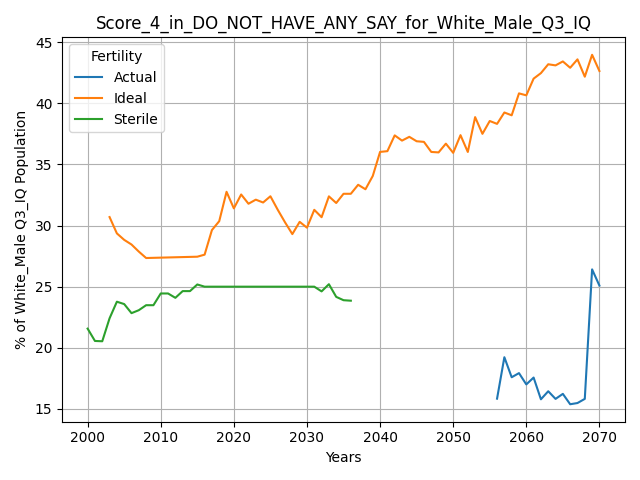 Score_4_in_DO_NOT_HAVE_ANY_SAY_for_White_Male_Q3_IQ
Fertility
Actual
Ideal
Sterile
% of White_Male Q3_IQ Population
45
40
35
30
25
20
15
2000 2010 2020 2030 2040 2050 2060 2070
Years